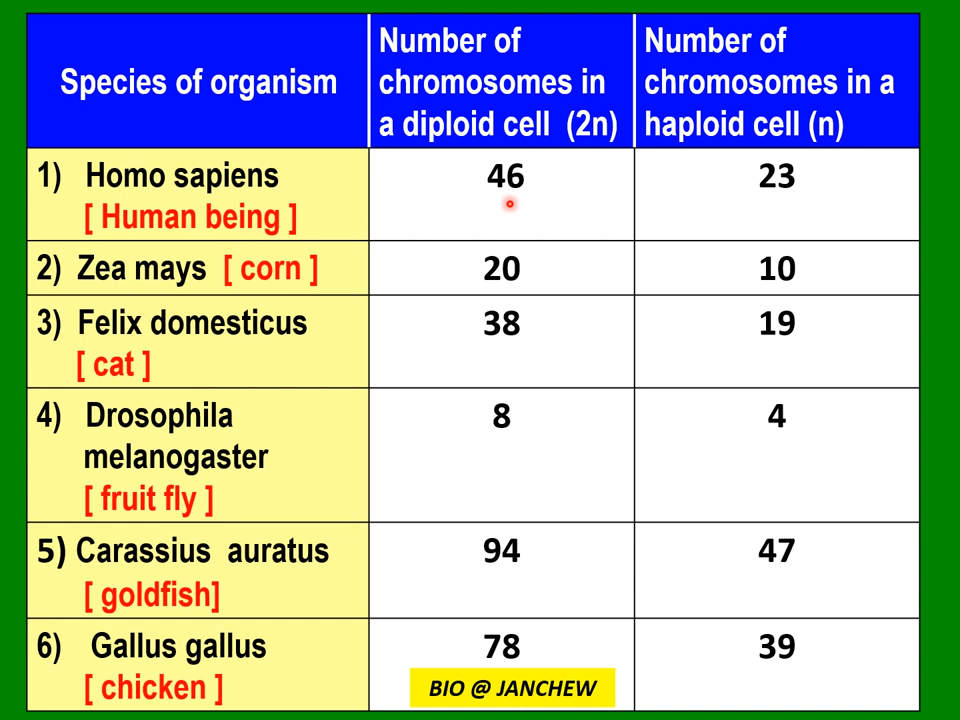 Species of organism
Number of
chromosomes in
a diploid cell (2n)
Number of
chromosomes in a
haploid cell (n)
1) Homo sapiens
[ Human being ]
46
23
2) Zea mays [ corn ]
20
10
3) Felix domesticus
[ cat ]
38
19
4) Drosophila
melanogaster
[ fruit fly ]
8
4
5) Carassius auratus
[ goldfish]
94
47
6) Gallus gallus
[ chicken ]
78
39
BIO @ JANCHEW